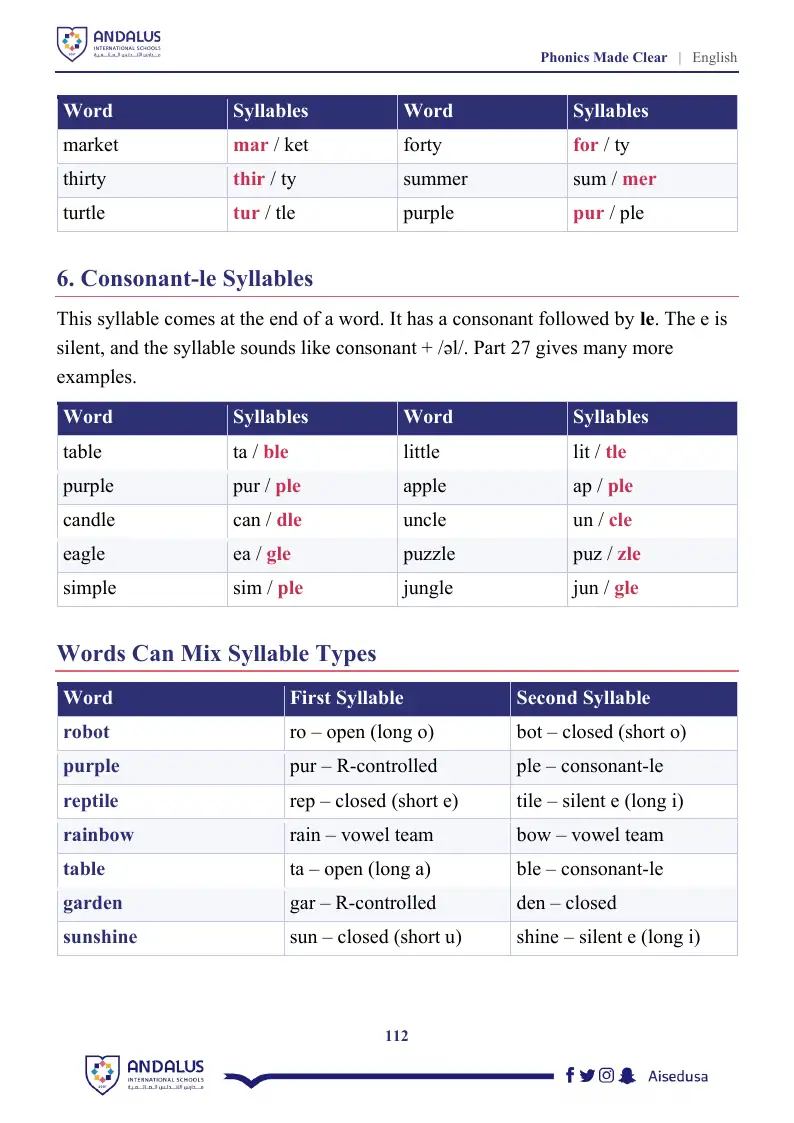 ANDALUS
INTERNATIONAL SCHOOLS
Phonics Made Clear | English
Word Syllables Word Syllables
market mar / ket forty for / ty
thirty thir / ty summer sum / mer
turtle tur / tle purple pur / ple
6. Consonant-le Syllables
This syllable comes at the end of a word. It has a consonant followed by le. The e is
silent, and the syllable sounds like consonant + /əl/. Part 27 gives many more
examples.
Word Syllables Word Syllables
table ta / ble little lit / tle
purple pur / ple apple ap / ple
candle can / dle uncle un / cle
eagle ea / gle puzzle puz / zle
simple sim / ple jungle jun / gle
Words Can Mix Syllable Types
Word First Syllable Second Syllable
robot ro – open (long o) bot – closed (short o)
purple pur – R-controlled ple – consonant-le
reptile rep – closed (short e) tile – silent e (long i)
rainbow rain – vowel team bow – vowel team
table ta – open (long a) ble – consonant-le
garden gar – R-controlled den – closed
sunshine sun – closed (short u) shine – silent e (long i)
112
ANDALUS
INTERNATIONAL SCHOOLS
Aisedusa